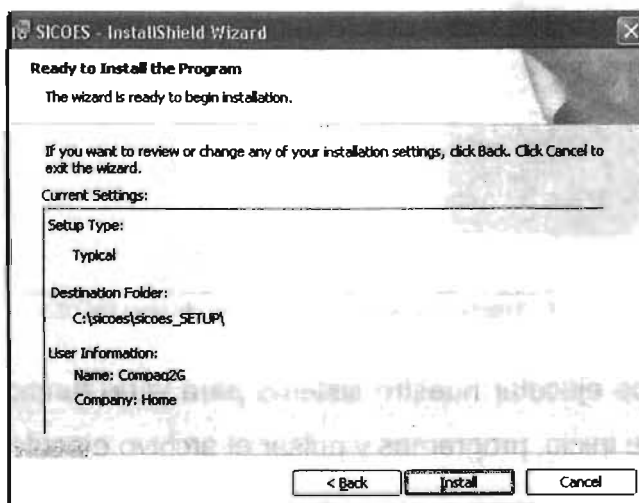 SICOES - InstallShield Wizard
Ready to Install the Program
The wizard is ready to begin installation.
If you want to review or change any of your installation settings, click Back. Click Cancel to
exit the wizard.
Current Settings:
Setup Type:
Typical
Destination Folder:
C:\sicoes\sicoes_SETUP\
User Information:
Name: Compaq2G
Company: Home
< Back
Install
Cancel